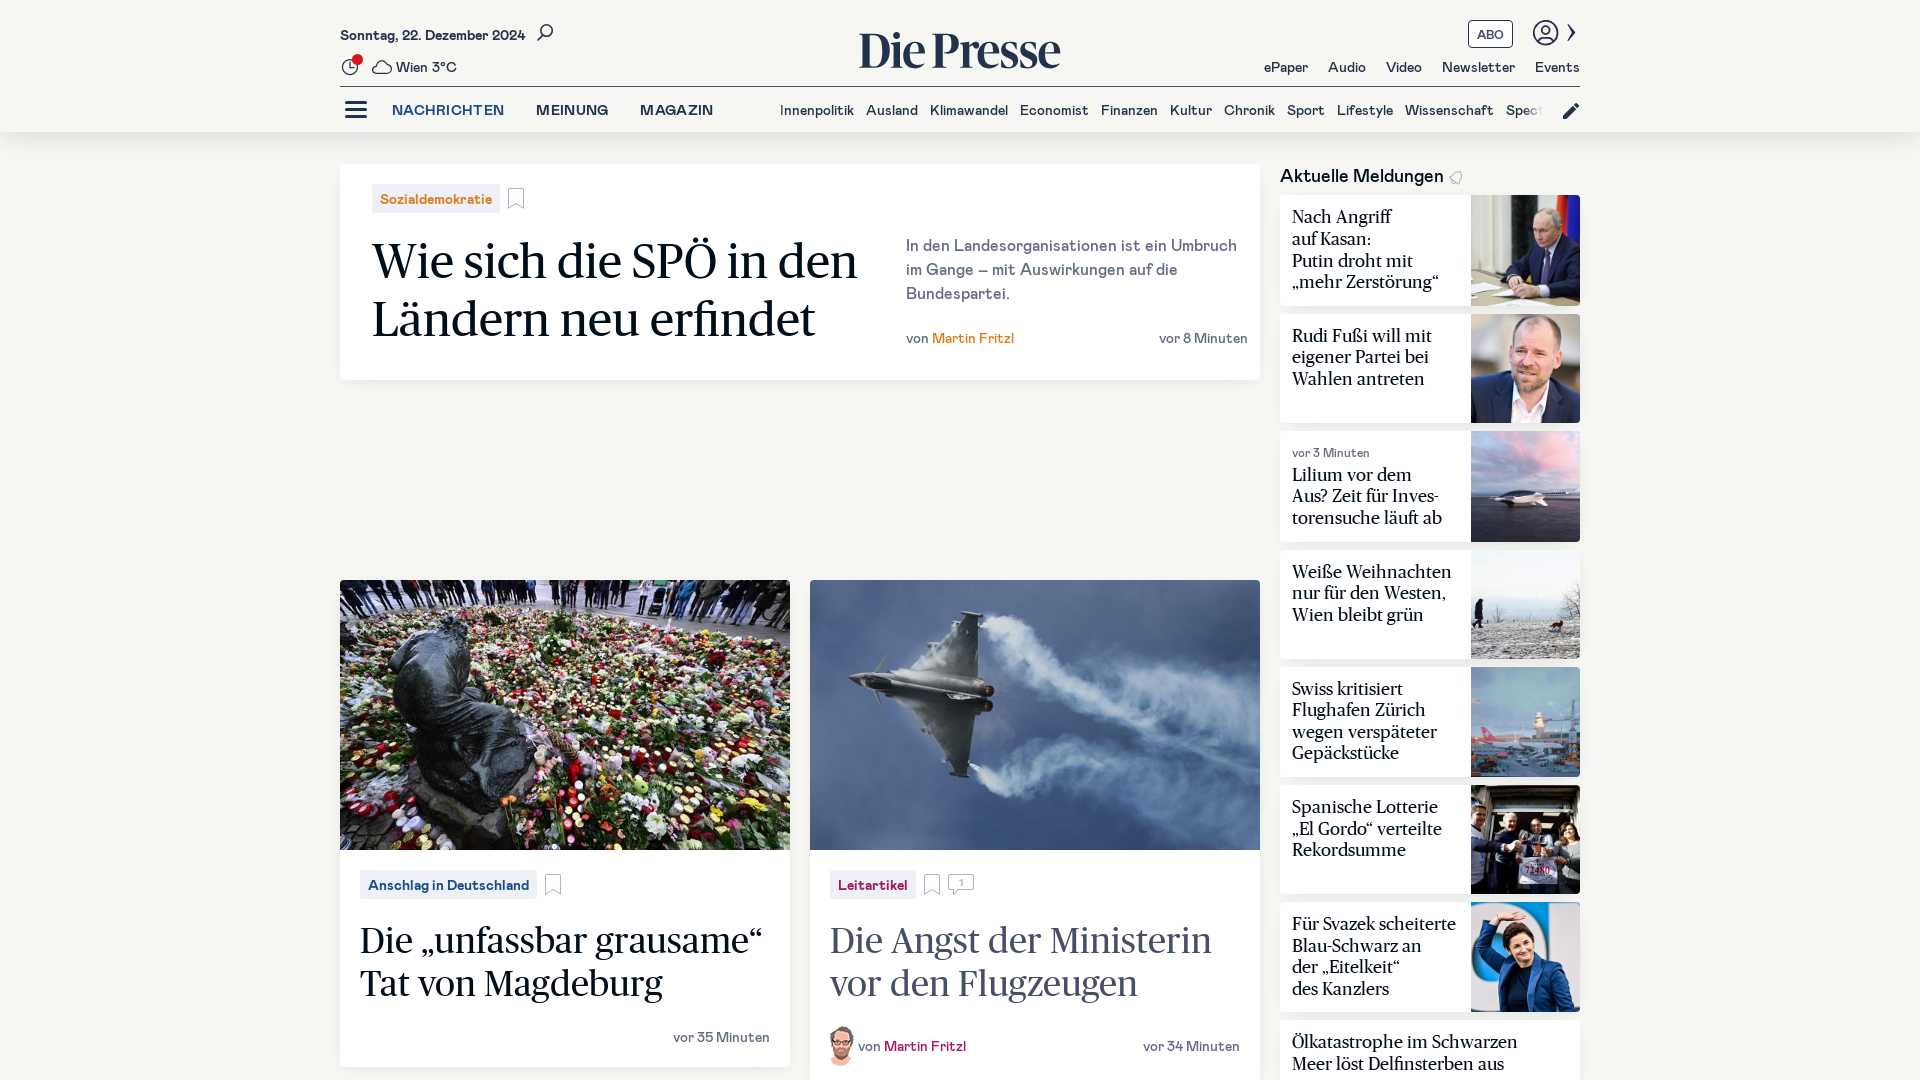 Sonntag, 22. Dezember 2024
Wien 3°C
Die Presse
ABO
ePaper Audio Video Newsletter Events
NACHRICHTEN MEINUNG MAGAZIN
Innenpolitik Ausland Klimawandel Economist Finanzen Kultur Chronik Sport Lifestyle Wissenschaft Spect
Sozialdemokratie
Wie sich die SPÖ in den
Ländern neu erfindet
In den Landesorganisationen ist ein Umbruch
im Gange – mit Auswirkungen auf die
Bundespartei.
von Martin Fritzl
vor 8 Minuten
Anschlag in Deutschland
Die „unfassbar grausame“
Tat von Magdeburg
vor 35 Minuten
Leitartikel
1
Die Angst der Ministerin
vor den Flugzeugen
von Martin Fritzl
vor 34 Minuten
Aktuelle Meldungen
Nach Angriff
auf Kasan:
Putin droht mit
„mehr Zerstörung“
Rudi Fußi will mit
eigener Partei bei
Wahlen antreten
vor 3 Minuten
Lilium vor dem
Aus? Zeit für Inves-
torensuche läuft ab
Weiße Weihnachten
nur für den Westen,
Wien bleibt grün
Swiss kritisiert
Flughafen Zürich
wegen verspäteter
Gepäckstücke
Spanische Lotterie
„El Gordo“ verteilte
Rekordsumme
72480
Für Svazek scheiterte
Blau-Schwarz an
der „Eitelkeit“
des Kanzlers
Ölkatastrophe im Schwarzen
Meer löst Delfinsterben aus